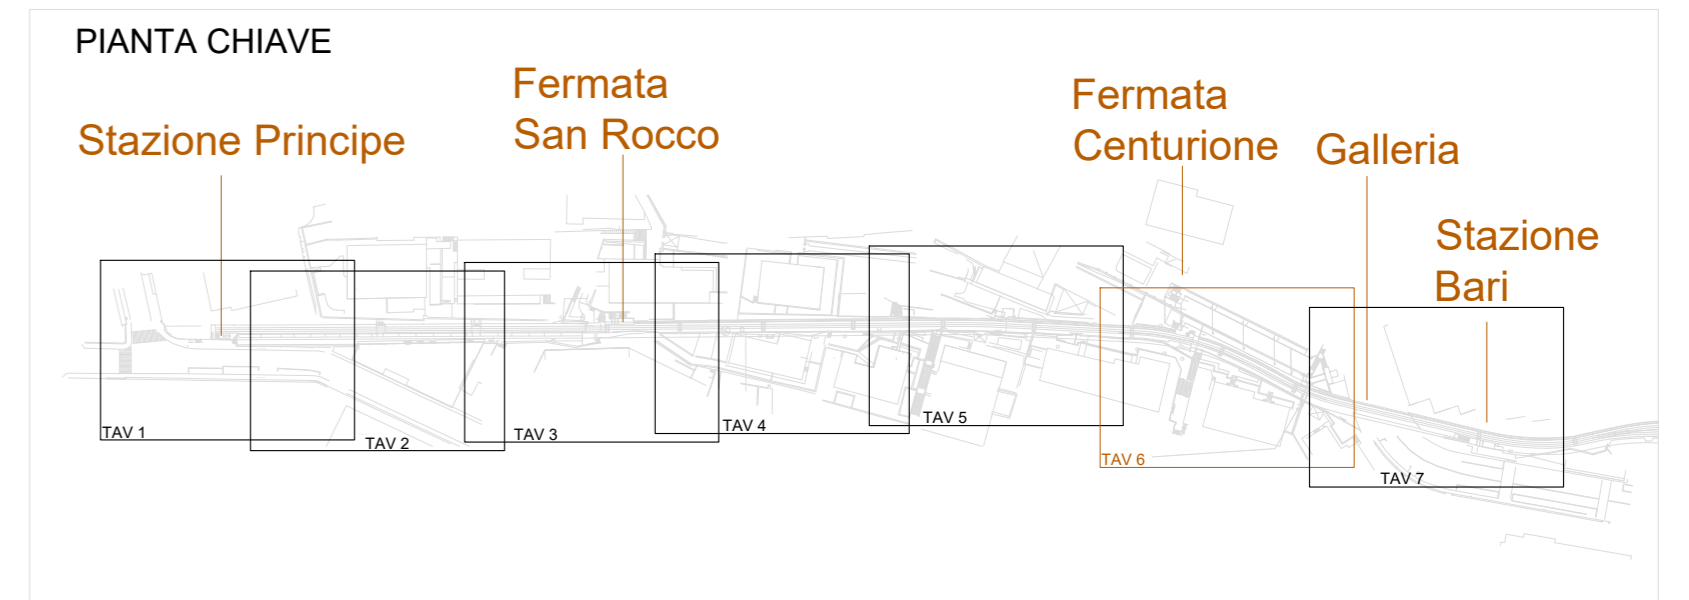 PIANTA CHIAVE
Stazione Principe
Fermata
San Rocco
Fermata
Centurione
Galleria
Stazione
Bari
TAV 1
TAV 2
TAV 3
TAV 4
TAV 5
TAV 6
TAV 7